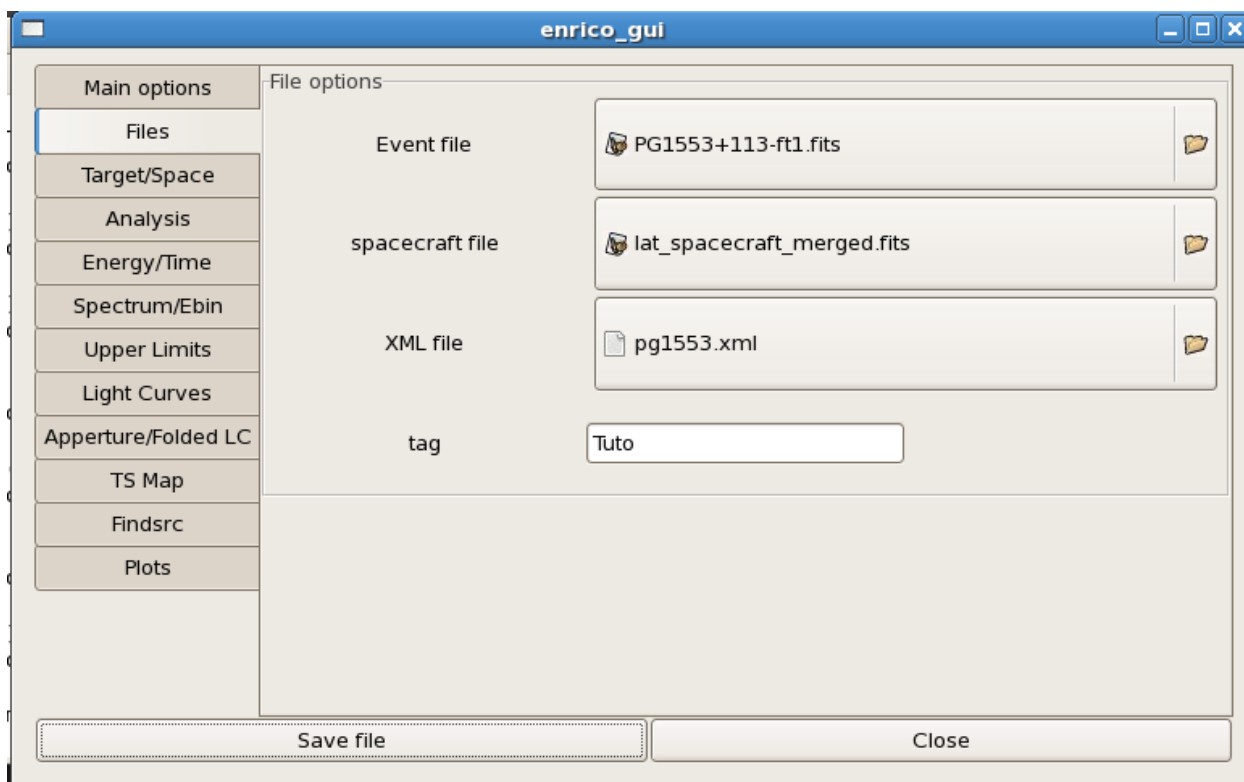 enrico_gui
Main options
Files
Target/Space
Analysis
Energy/Time
Spectrum/Ebin
Upper Limits
Light Curves
Apperture/Folded LC
TS Map
Findsrc
Plots
File options
Event file
PG1553+113-ft1.fits
spacecraft file
lat_spacecraft_merged.fits
XML file
pg1553.xml
tag
Tuto
Save file
Close